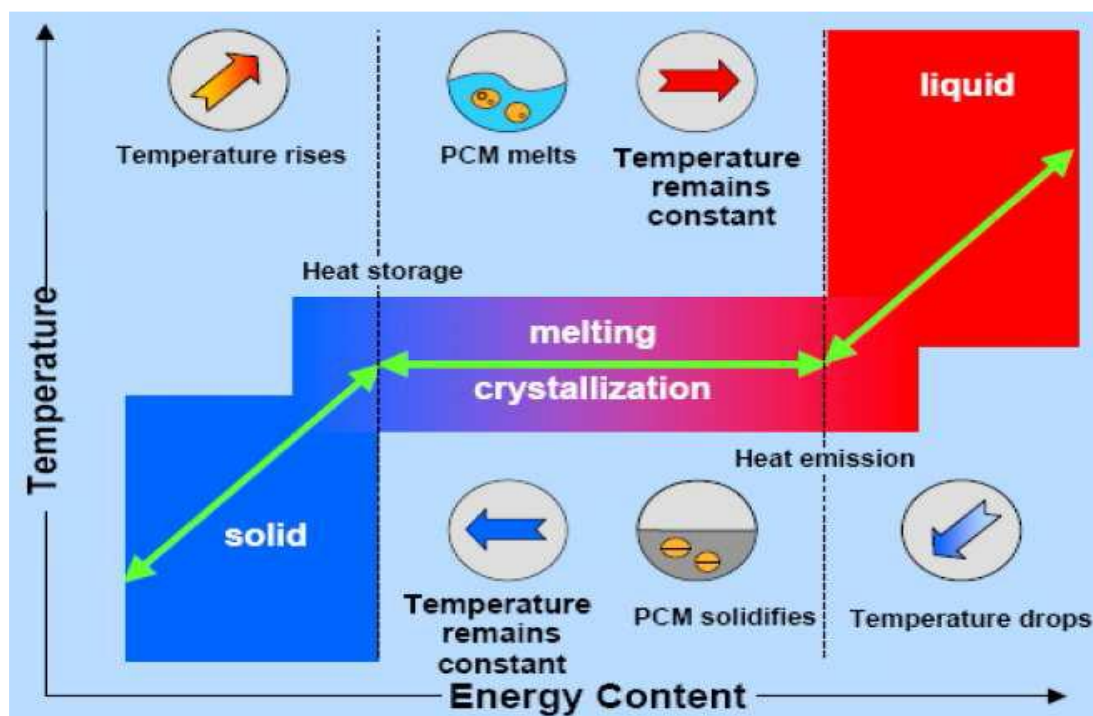 liquid
Temperature rises
PCM melts
Temperature
remains
constant
Heat storage
melting
crystallization
Heat emission
solid
Temperature
remains
constant
PCM solidifies
Temperature drops
Temperature
Energy Content